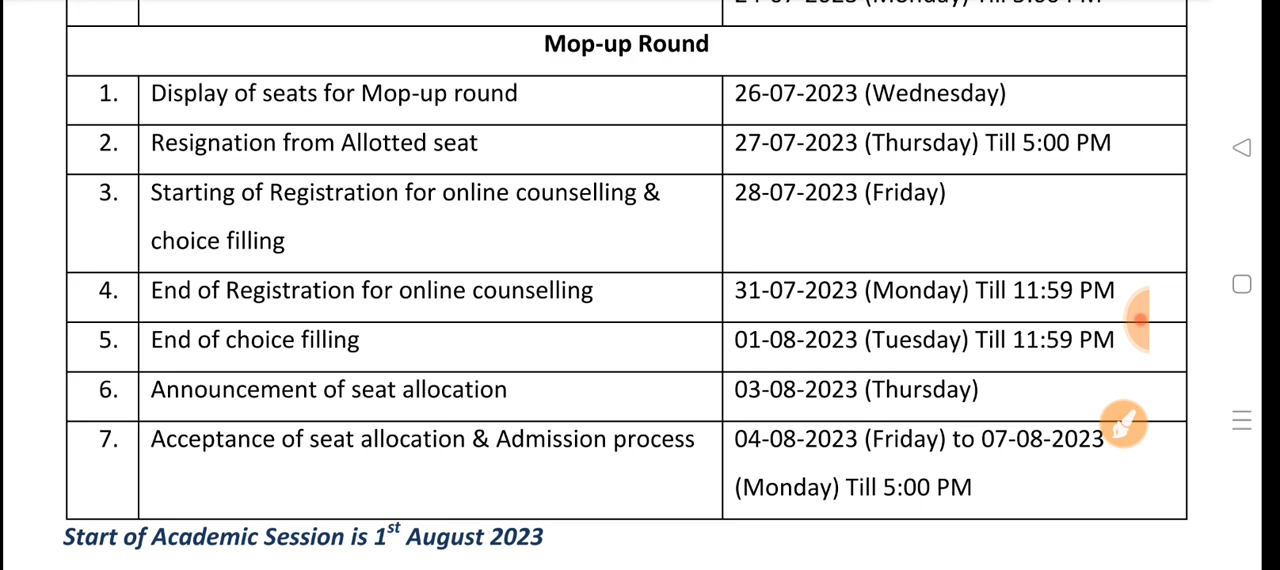 Mop-up Round
1. Display of seats for Mop-up round 26-07-2023 (Wednesday)
2. Resignation from Allotted seat 27-07-2023 (Thursday) Till 5:00 PM
3. Starting of Registration for online counselling & 28-07-2023 (Friday)
choice filling
4. End of Registration for online counselling 31-07-2023 (Monday) Till 11:59 PM
5. End of choice filling 01-08-2023 (Tuesday) Till 11:59 PM
6. Announcement of seat allocation 03-08-2023 (Thursday)
7. Acceptance of seat allocation & Admission process 04-08-2023 (Friday) to 07-08-2023
(Monday) Till 5:00 PM
Start of Academic Session is 1st August 2023